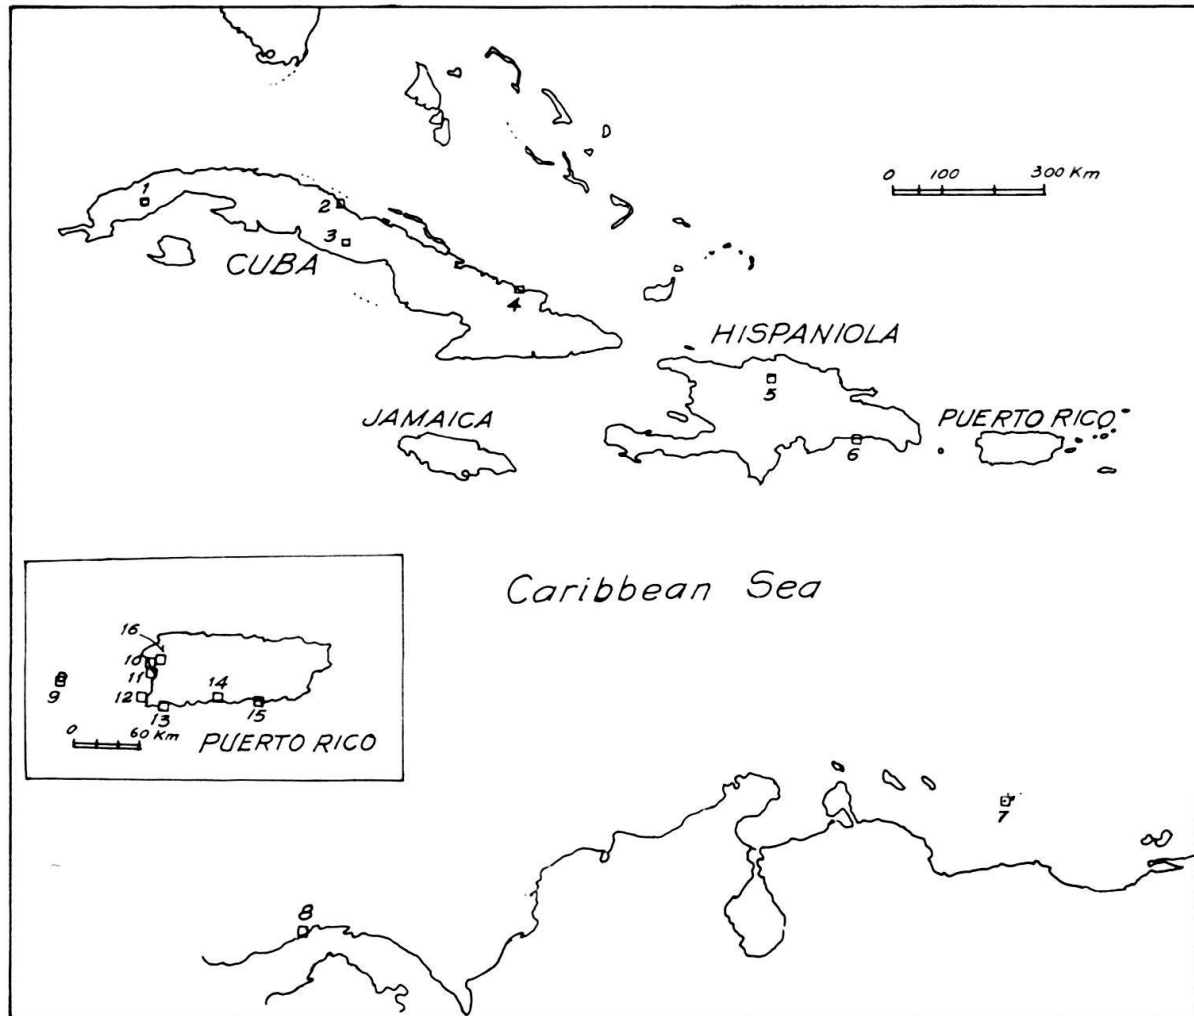 0 100 300 Km
1
2
3
CUBA
4
HISPANIOLA
5
JAMAICA
PUERTO RICO
6
Caribbean Sea
16
10
11
9
12
14
13
15
0 60 Km
PUERTO RICO
7
8